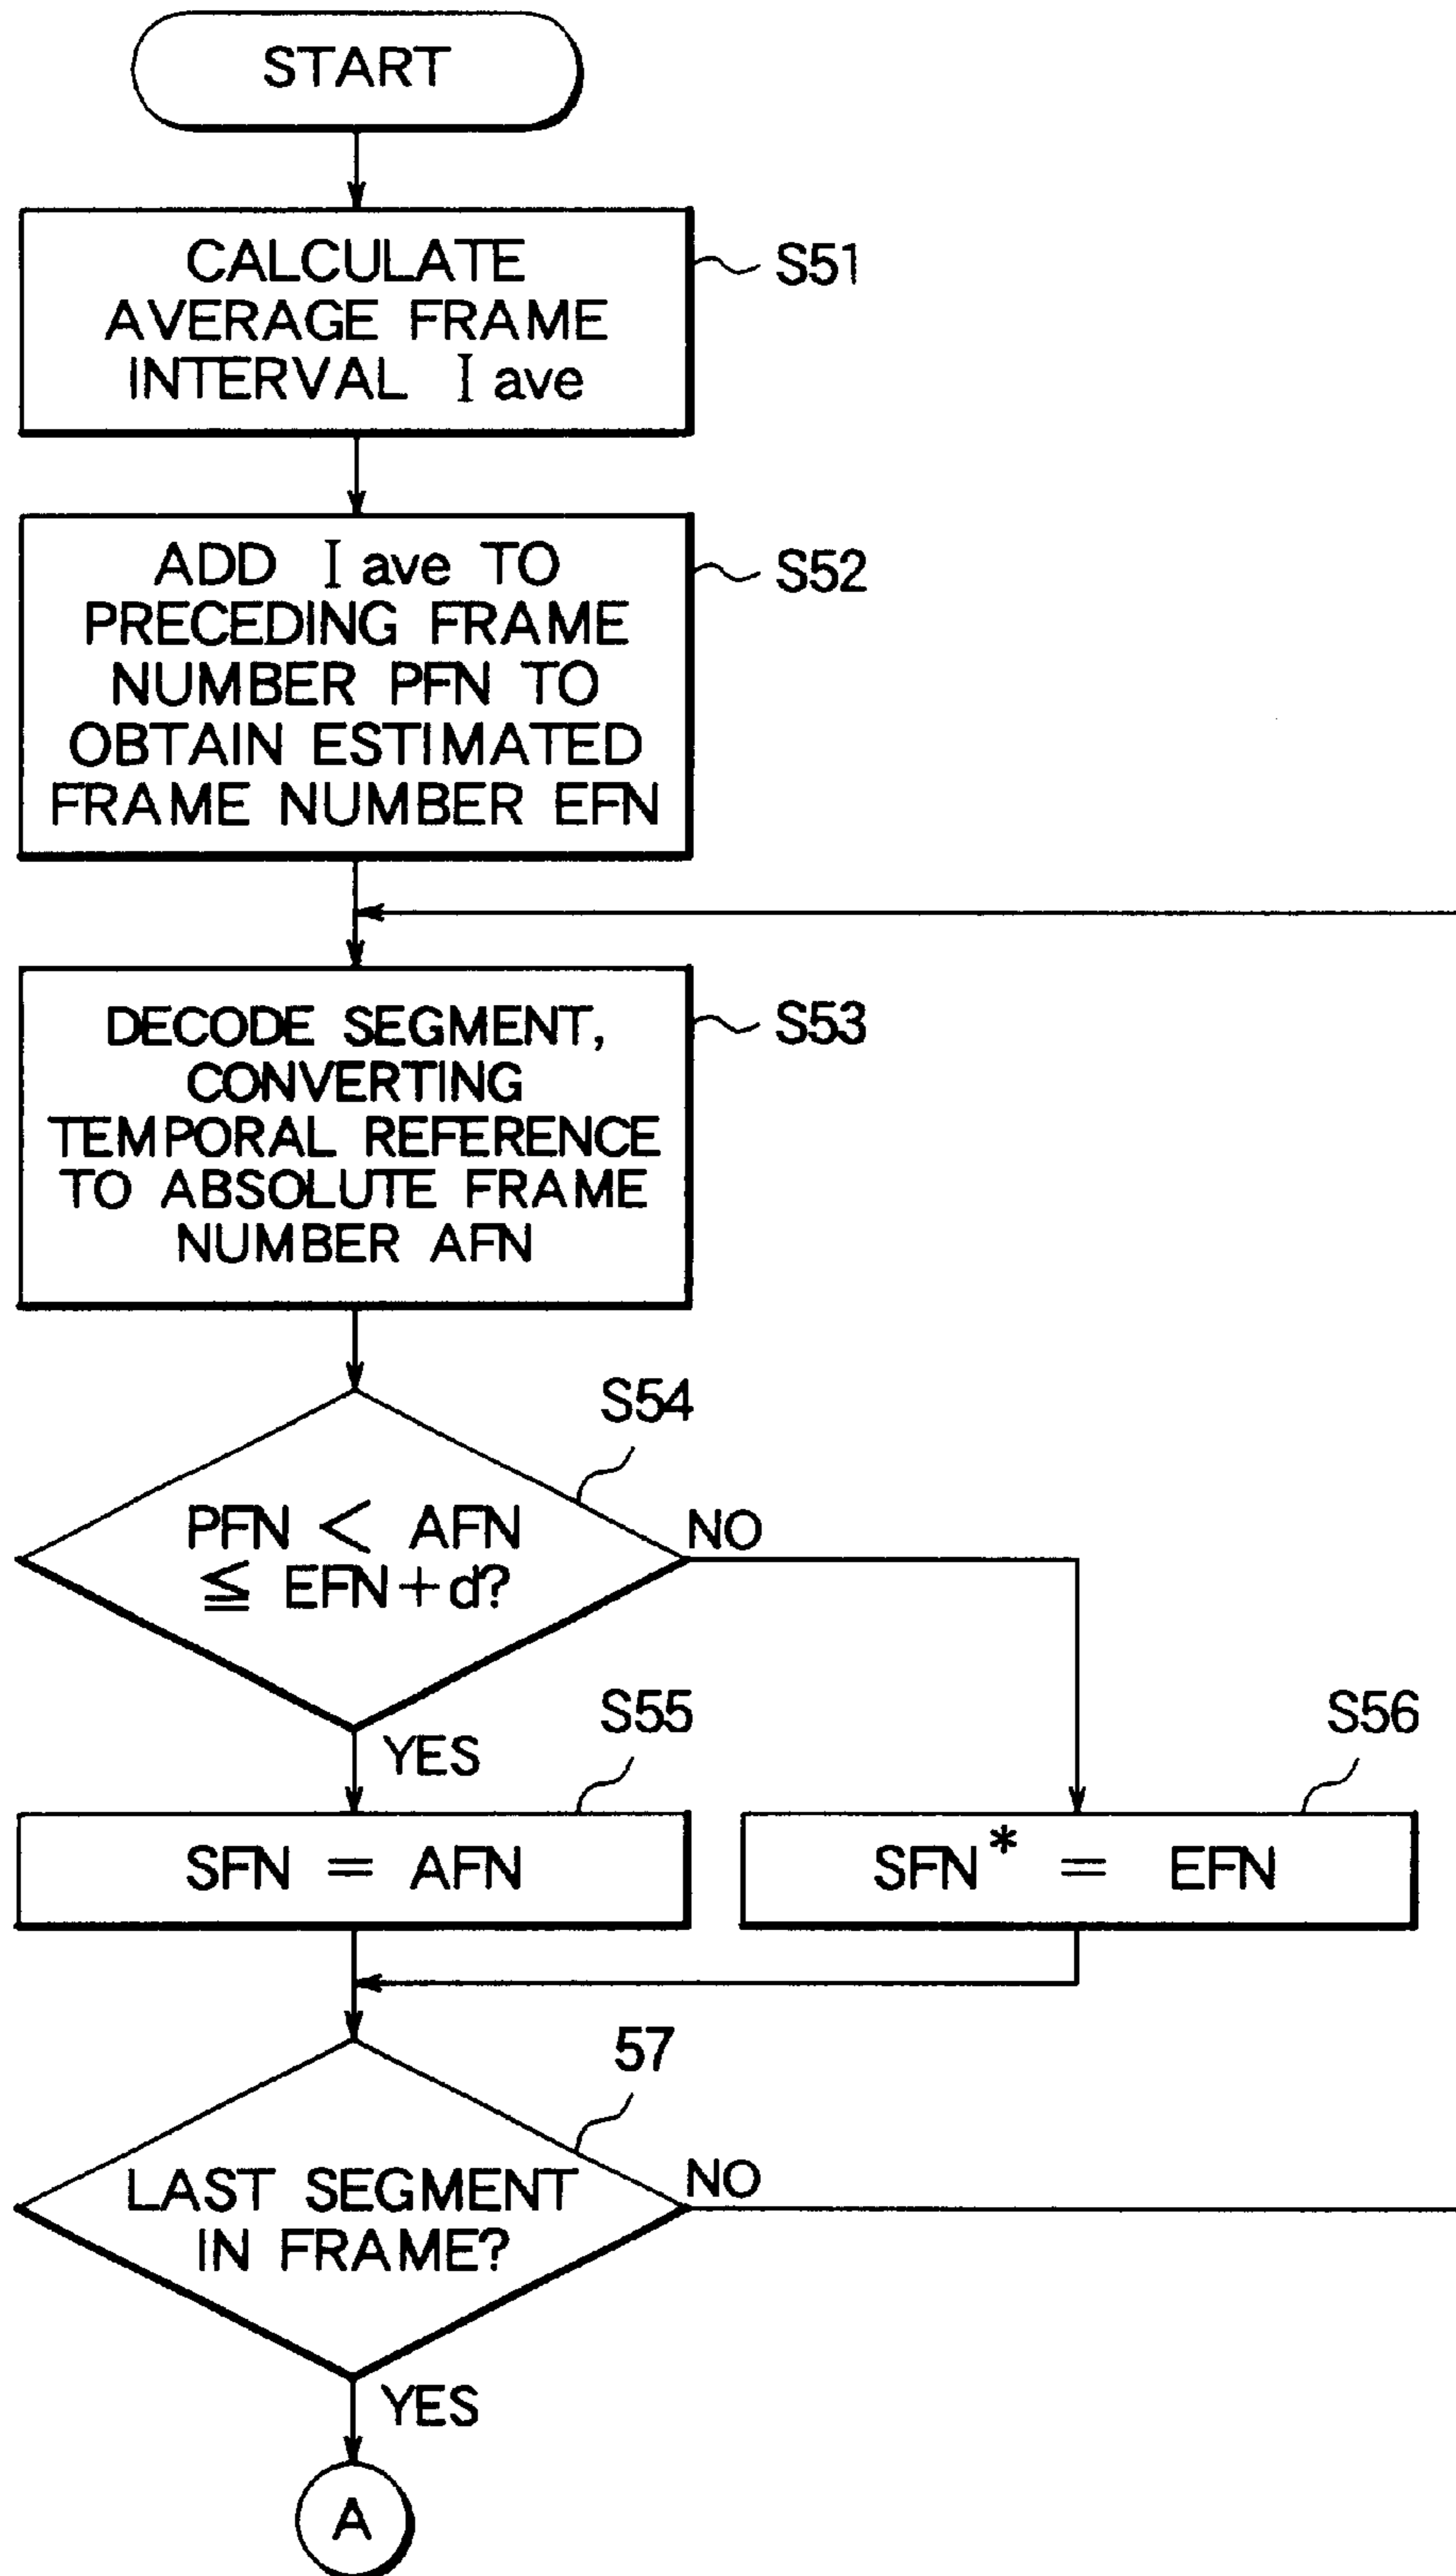 START
CALCULATE
AVERAGE FRAME
INTERVAL I ave
S51
ADD I ave TO
PRECEDING FRAME
NUMBER PFN TO
OBTAIN ESTIMATED
FRAME NUMBER EFN
S52
DECODE SEGMENT,
CONVERTING
TEMPORAL REFERENCE
TO ABSOLUTE FRAME
NUMBER AFN
S53
S54
PFN < AFN
≦ EFN+d?
NO
YES
S55
SFN = AFN
S56
SFN* = EFN
57
LAST SEGMENT
IN FRAME?
NO
YES
A